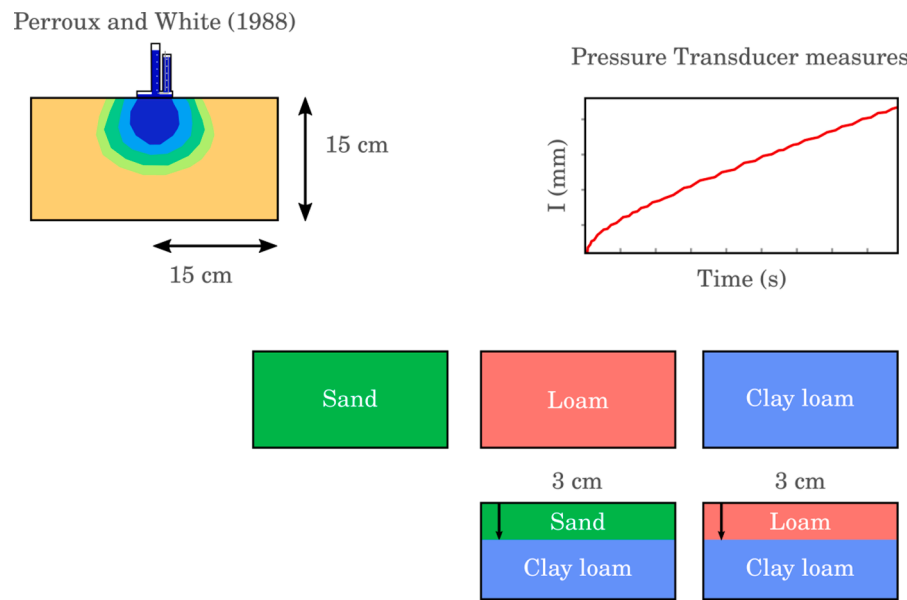 Perroux and White (1988)
Pressure Transducer measures
15 cm
15 cm
I (mm)
Time (s)
Sand
Loam
Clay loam
3 cm
3 cm
Sand
Loam
Clay loam
Clay loam